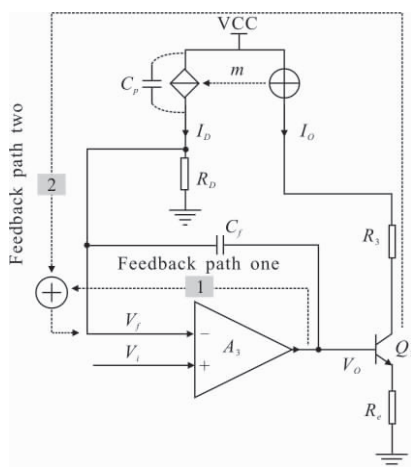 VCC
C_p
m
I_D
I_O
R_D
Feedback path two
2
C_f
R_3
Feedback path one
1
V_f
−
V_i
+
A_3
V_O
Q
R_e